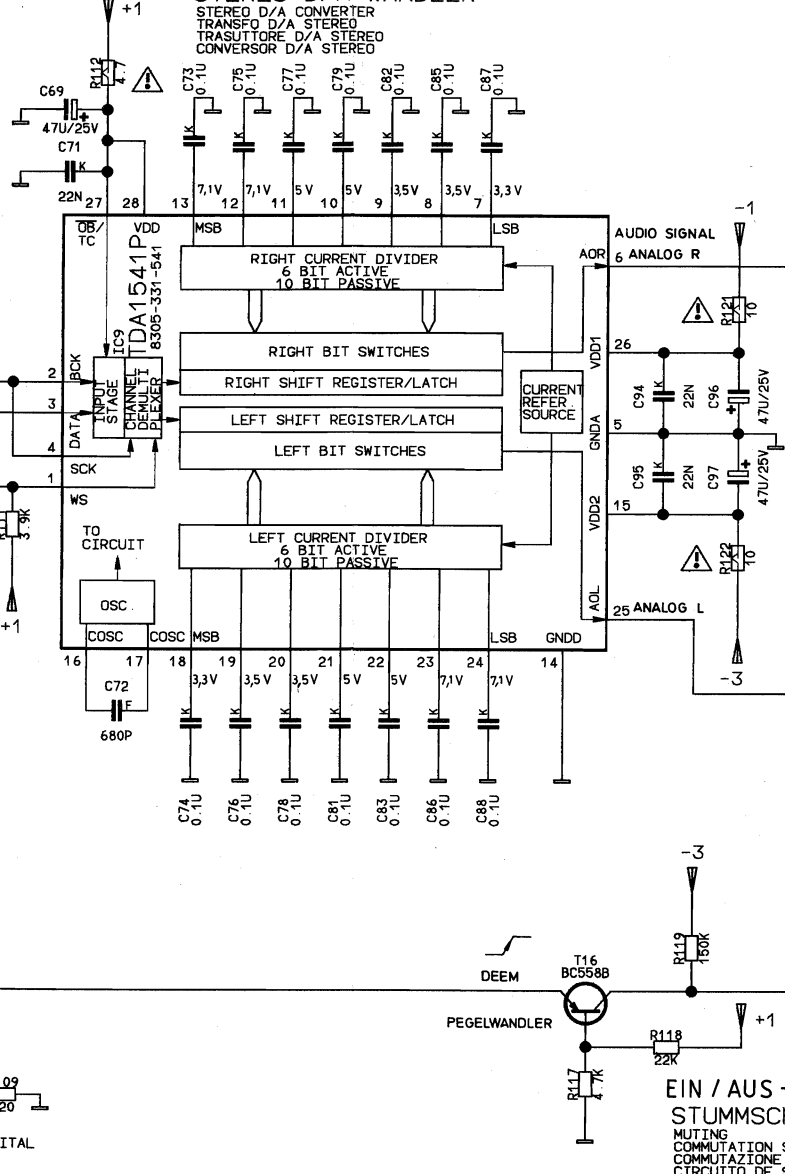 +1
STEREO D/A CONVERTER
TRANSFO D/A STEREO
TRASUTTORE D/A STEREO
CONVERSOR D/A STEREO
R112
4.7
C69
47U/25V
C71
K
22N
C73
0.1U
C75
0.1U
C77
0.1U
C79
0.1U
C82
0.1U
C85
0.1U
C87
0.1U
K K K K K K K
7,1V 7,1V 5V 5V 3,5V 3,5V 3,3V
27 28 13 12 11 10 9 8 7
OB/
TC
VDD
MSB
LSB
AUDIO SIGNAL
AOR
6 ANALOG R
-1
R121
10
IC9
TDA1541P
8305-331-541
RIGHT CURRENT DIVIDER
6 BIT ACTIVE
10 BIT PASSIVE
RIGHT BIT SWITCHES
RIGHT SHIFT REGISTER/LATCH
LEFT SHIFT REGISTER/LATCH
LEFT BIT SWITCHES
LEFT CURRENT DIVIDER
6 BIT ACTIVE
10 BIT PASSIVE
CURRENT
REFER.
SOURCE
INPUT
STAGE
CHANNEL
DEMULTI
PLEXER
2
BCK
3
DATA
4
SCK
1
WS
3.9K
+1
26
VDD1
C94
K
22N
C96
47U/25V
5
GNDA
C95
K
22N
C97
47U/25V
15
VDD2
R122
10
-3
AOL
25 ANALOG L
TO
CIRCUIT
OSC.
COSC
COSC
MSB
LSB
GNDD
16 17 18 19 20 21 22 23 24 14
C72
F
680P
3,3V 3,5V 3,5V 5V 5V 7,1V 7,1V
K K K K K K K
C74
0.1U
C76
0.1U
C78
0.1U
C81
0.1U
C83
0.1U
C86
0.1U
C88
0.1U
-3
R119
150K
DEEM
T16
BC558B
PEGELWANDLER
+1
R118
22K
R117
4.7K
09
20
ITAL
EIN / AUS -
STUMMSCH
MUTING
COMMUTATION S
COMMUTAZIONE
CIRCUITO DE S